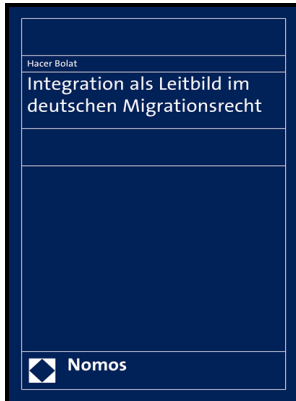 Hacer Bolat
Integration als Leitbild im
deutschen Migrationsrecht
Nomos